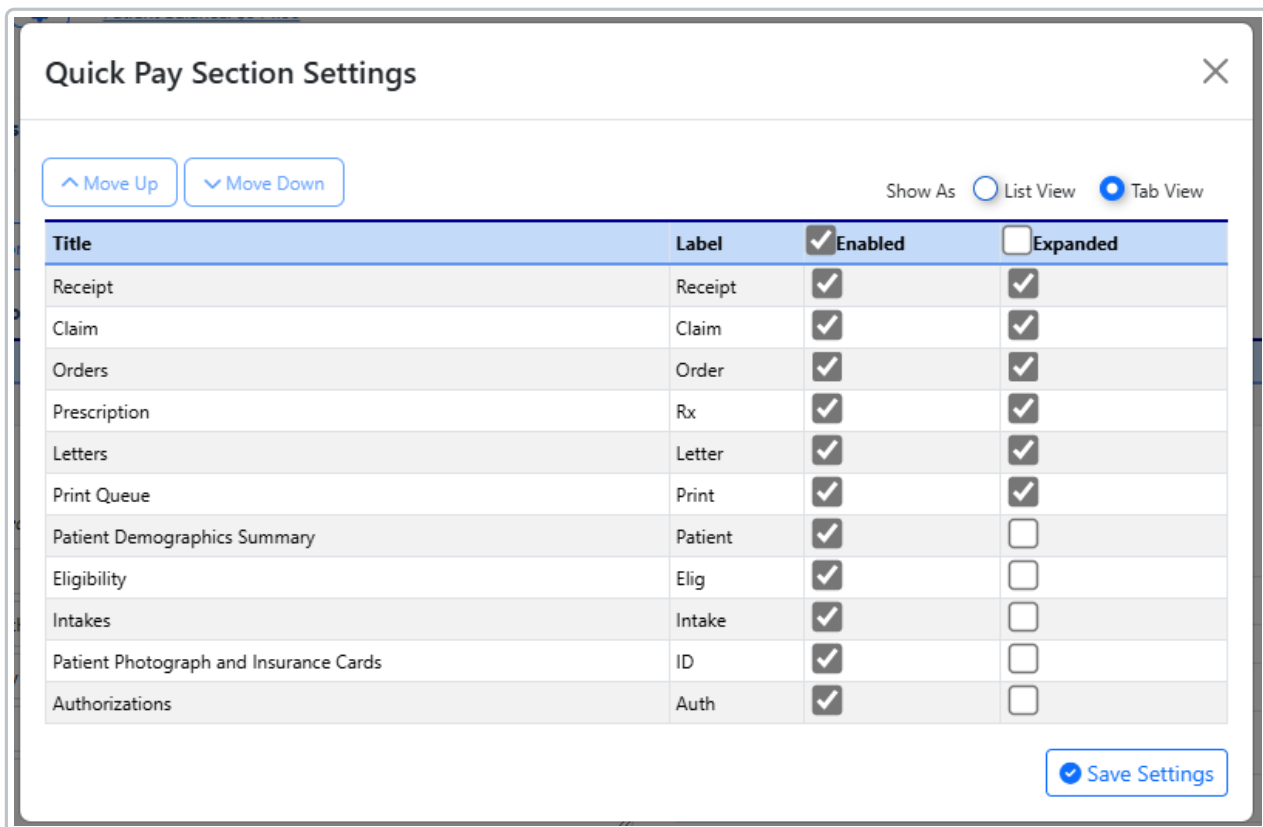 Quick Pay Section Settings
Move Up Move Down
Show As List View Tab View
Title Label Enabled Expanded
Receipt Receipt
Claim Claim
Orders Order
Prescription Rx
Letters Letter
Print Queue Print
Patient Demographics Summary Patient
Eligibility Elig
Intakes Intake
Patient Photograph and Insurance Cards ID
Authorizations Auth
Save Settings